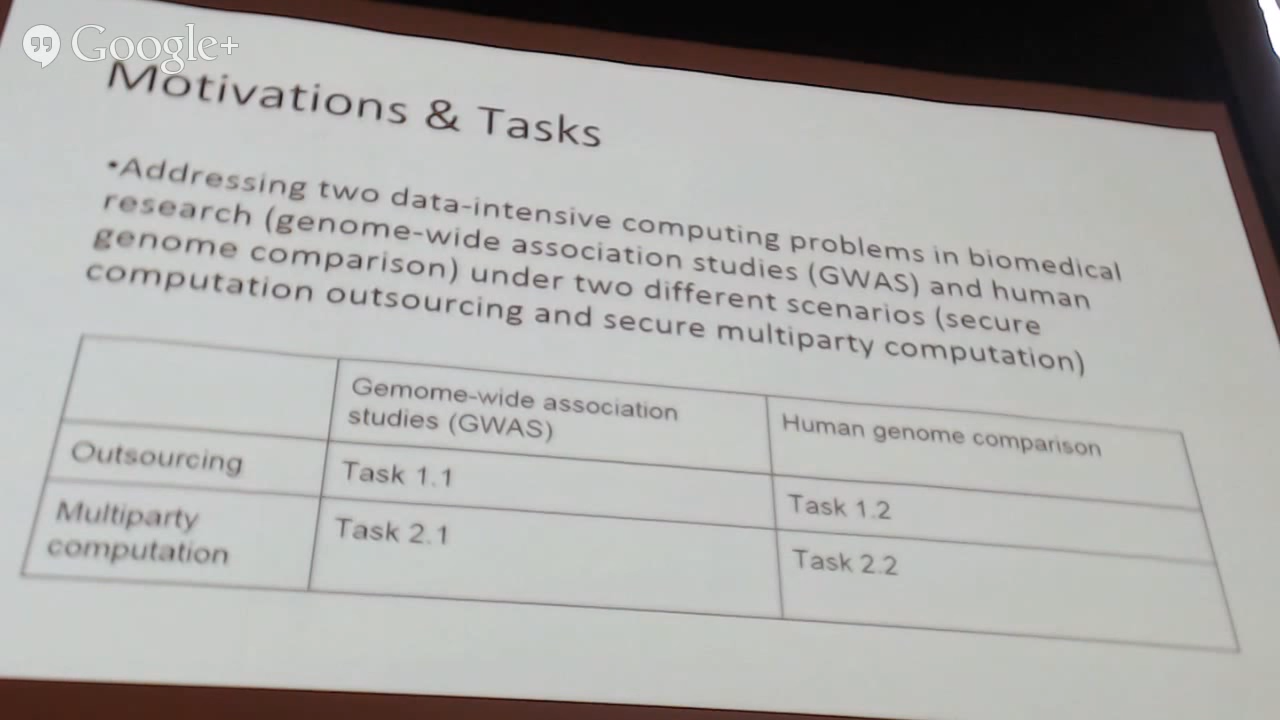 Google+
Motivations & Tasks
•Addressing two data-intensive computing problems in biomedical
research (genome-wide association studies (GWAS) and human
genome comparison) under two different scenarios (secure
computation outsourcing and secure multiparty computation)
Gemome-wide association
studies (GWAS)
Human genome comparison
Outsourcing
Task 1.1
Task 1.2
Multiparty
computation
Task 2.1
Task 2.2